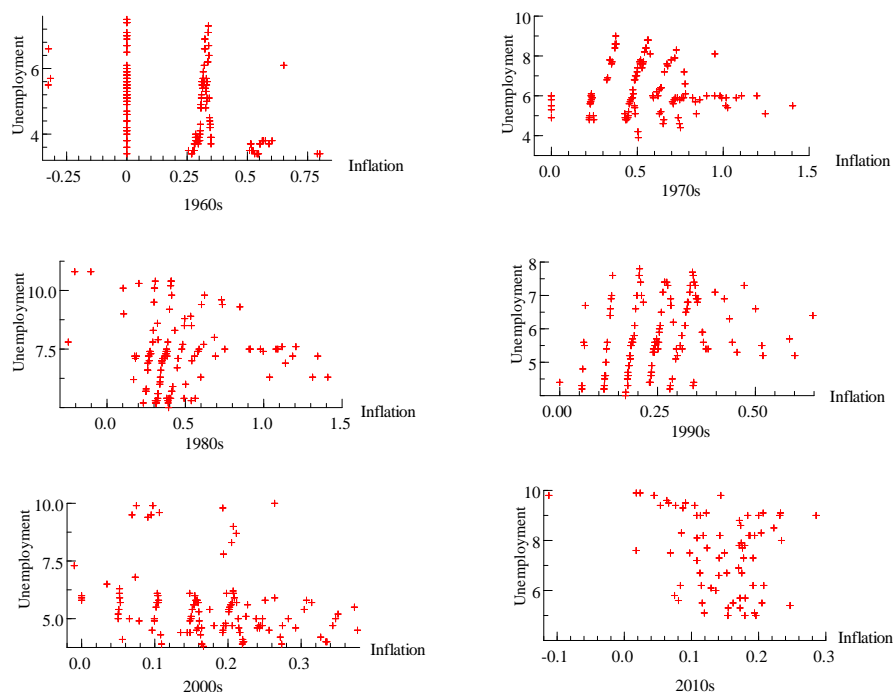 Unemployment
6
4
-0.25 0 0.25 0.50 0.75
Inflation
1960s
Unemployment
10
8
6
4
0.0 0.5 1.0 1.5
Inflation
1970s
Unemployment
10.0
7.5
0 0.5 1.0 1.5
Inflation
1980s
Unemployment
8
7
6
5
0.00 0.25 0.50
Inflation
1990s
Unemployment
10.0
7.5
5.0
0.0 0.1 0.2 0.3
Inflation
2000s
Unemployment
10
8
6
-0.1 0.0 0.1 0.2 0.3
Inflation
2010s